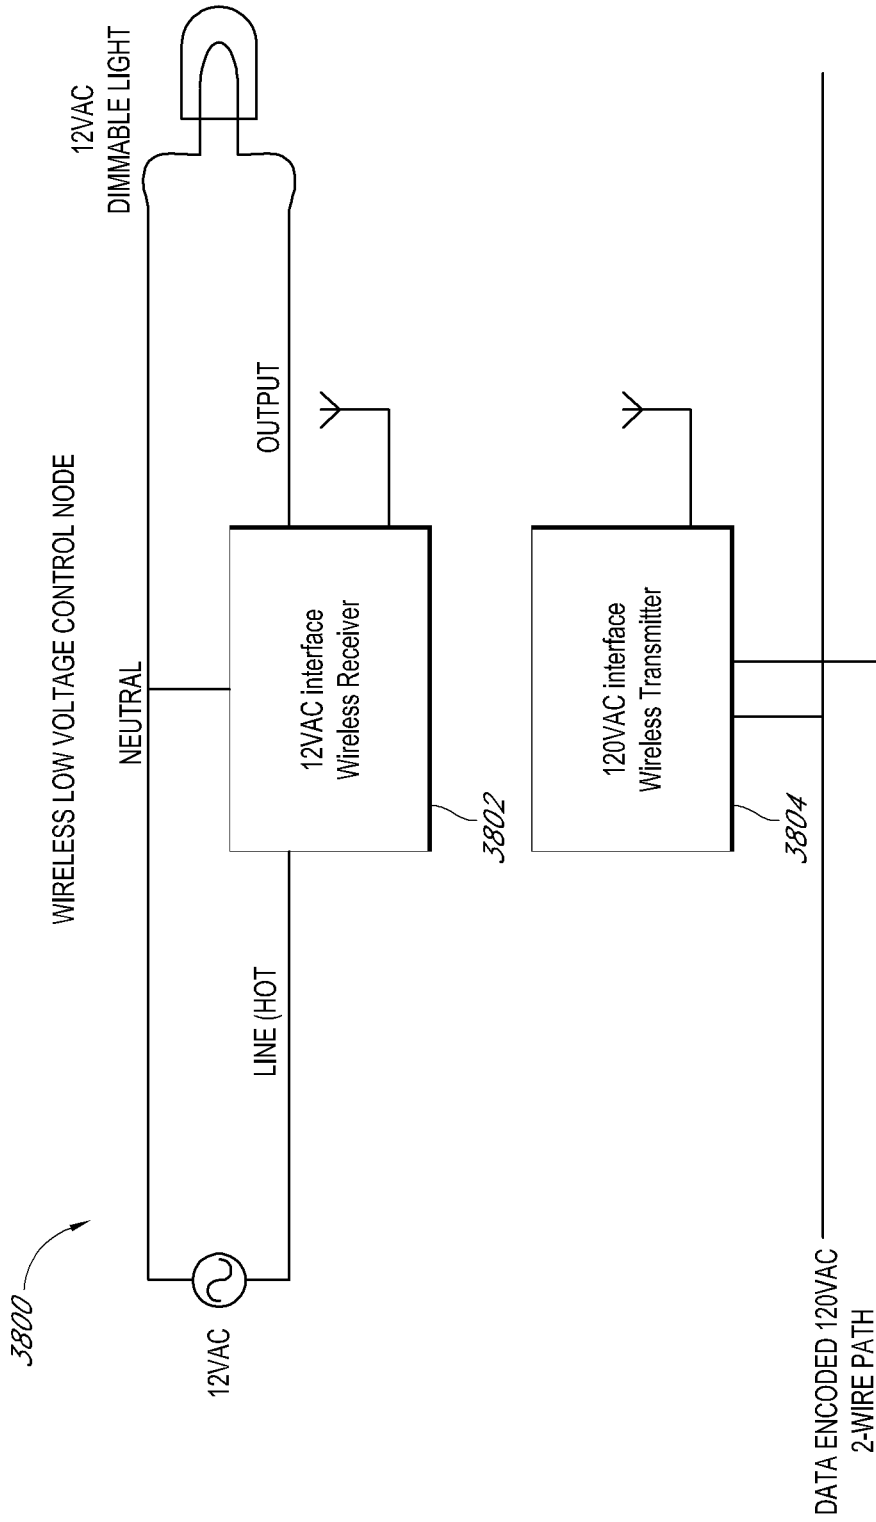 WIRELESS LOW VOLTAGE CONTROL NODE
3800
12VAC
NEUTRAL
LINE (HOT
OUTPUT
12VAC
DIMMABLE LIGHT
12VAC interface
Wireless Receiver
3802
120VAC interface
Wireless Transmitter
3804
DATA ENCODED 120VAC
2-WIRE PATH